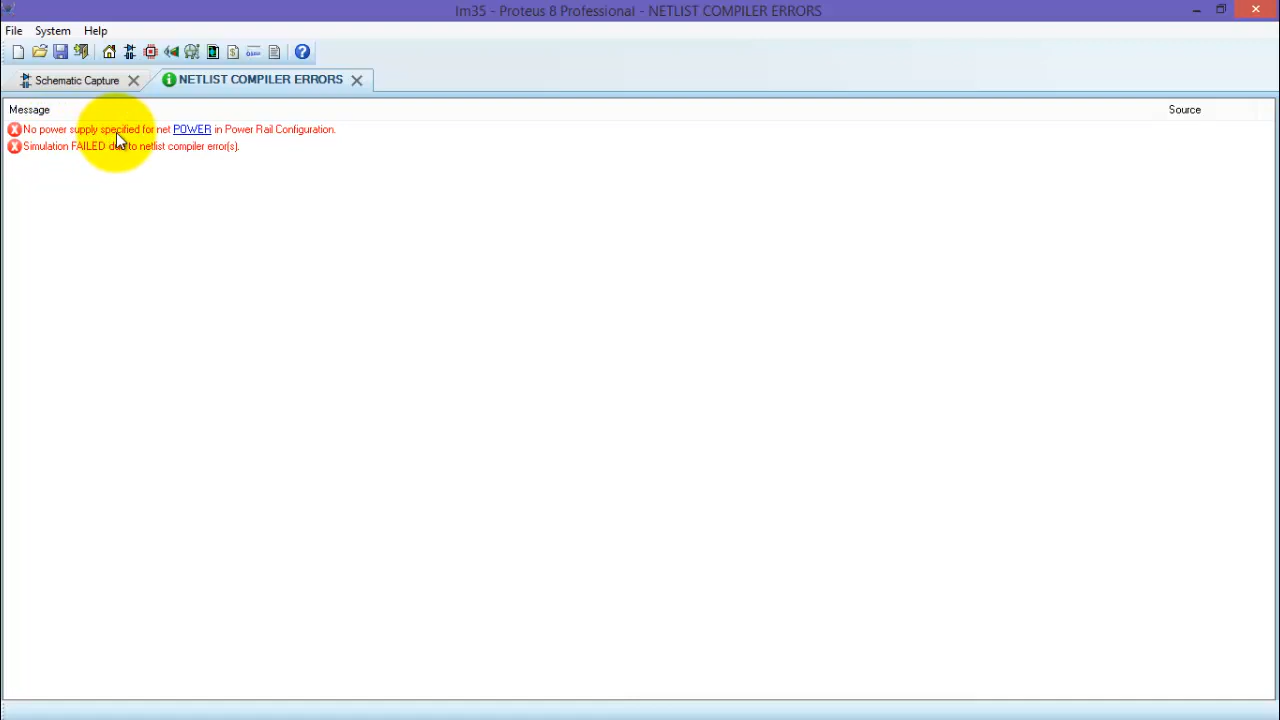 lm35 - Proteus 8 Professional - NETLIST COMPILER ERRORS
File System Help
Schematic Capture NETLIST COMPILER ERRORS
Message Source
No power supply specified for net POWER in Power Rail Configuration.
Simulation FAILED due to netlist compiler error(s).